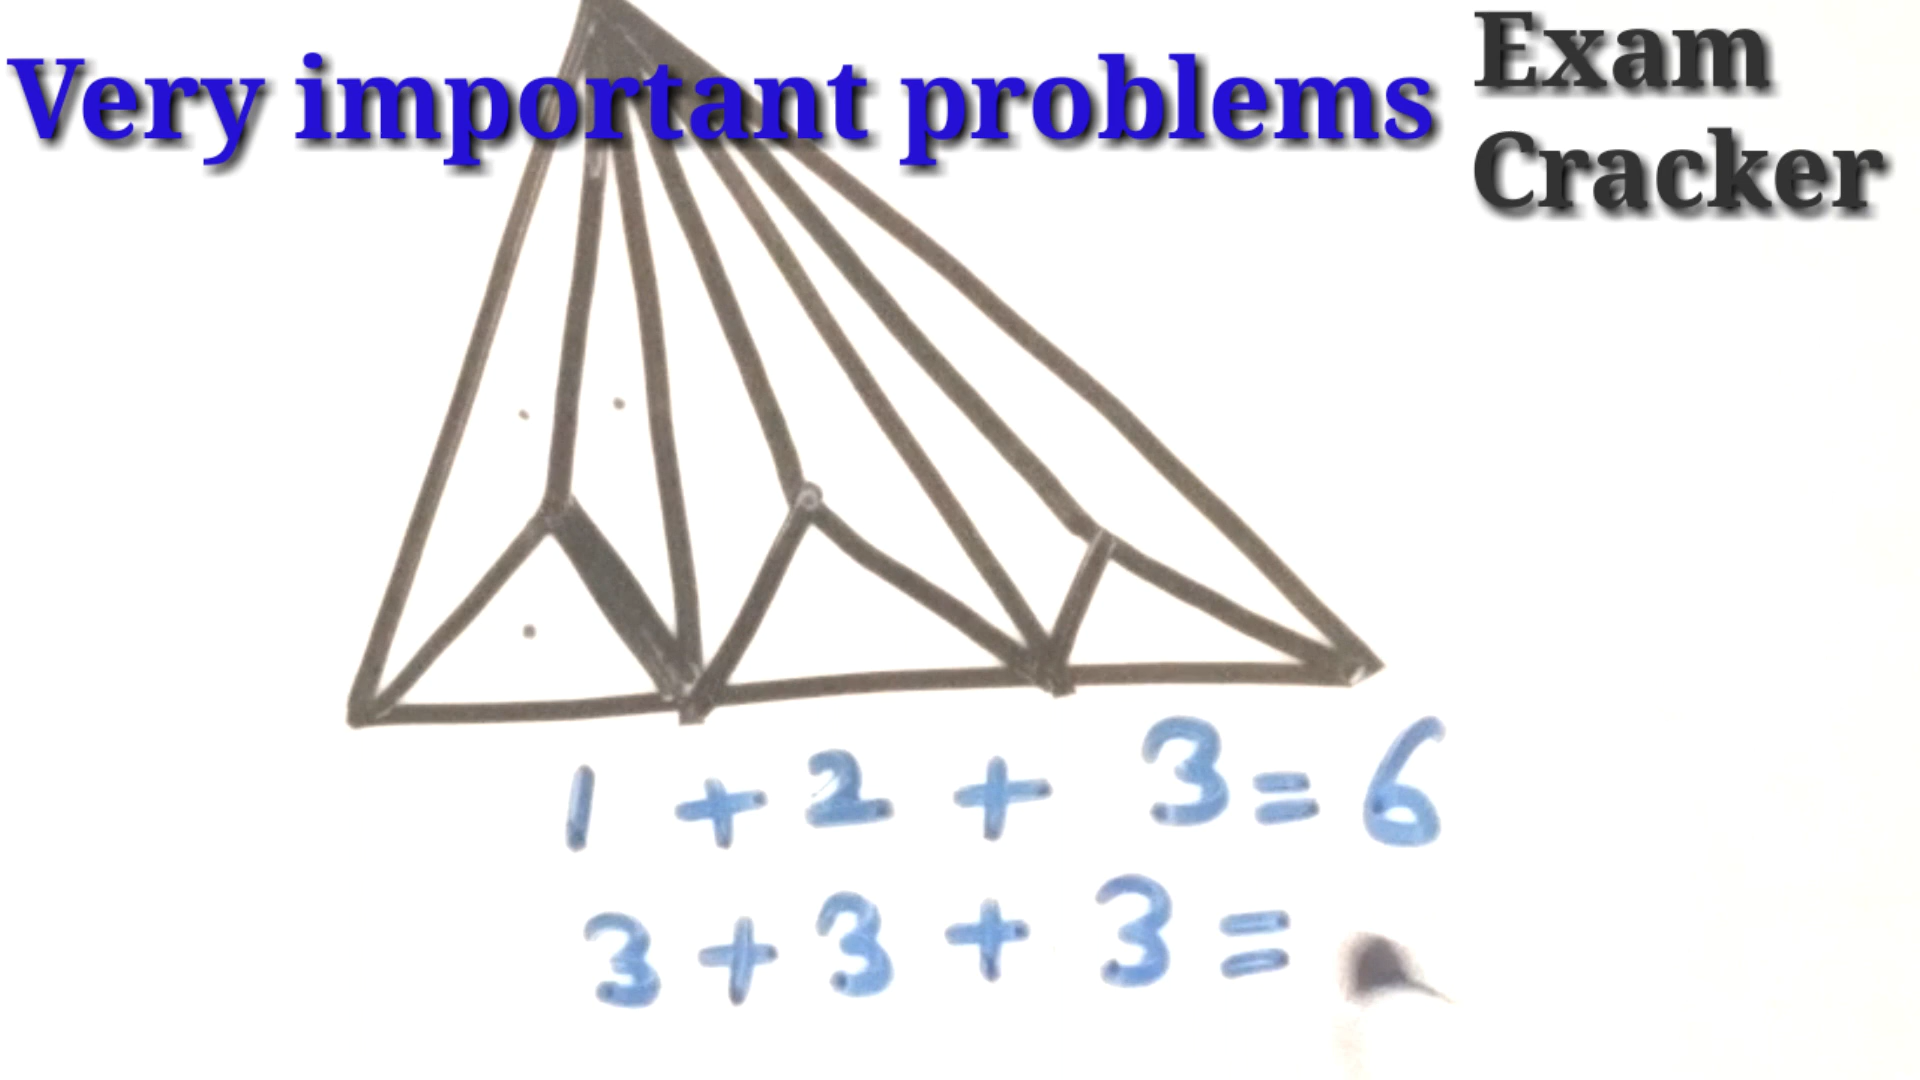 Very important problems
Exam
Cracker
1 + 2 + 3 = 6
3 + 3 + 3 =